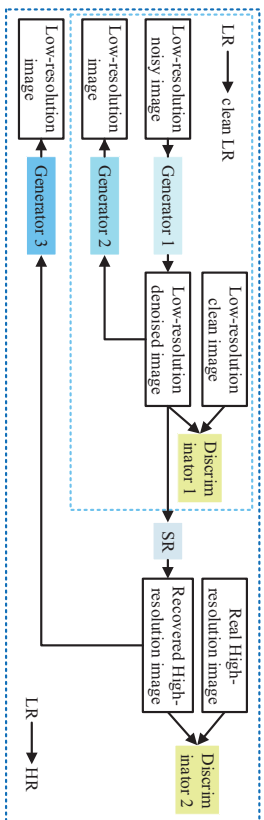 LR → clean LR
Low-resolution
clean image
Real High-
resolution image
Discrim
inator 1
Discrim
inator 2
Low-resolution
noisy image
Generator 1
Low-resolution
denoised image
SR
Recovered High-
resolution image
Low-resolution
image
Generator 2
Low-resolution
image
Generator 3
LR → HR